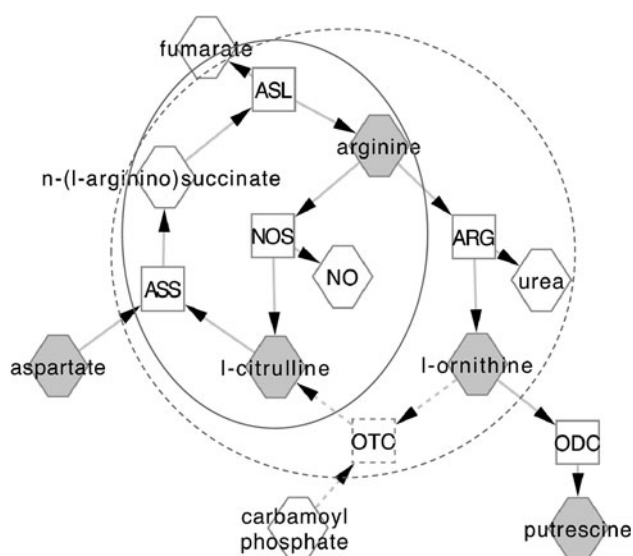 fumarate
ASL
arginine
n-(l-arginino)succinate
NOS
ARG
NO
urea
ASS
aspartate
l-citrulline
l-ornithine
OTC
ODC
carbamoyl
phosphate
putrescine